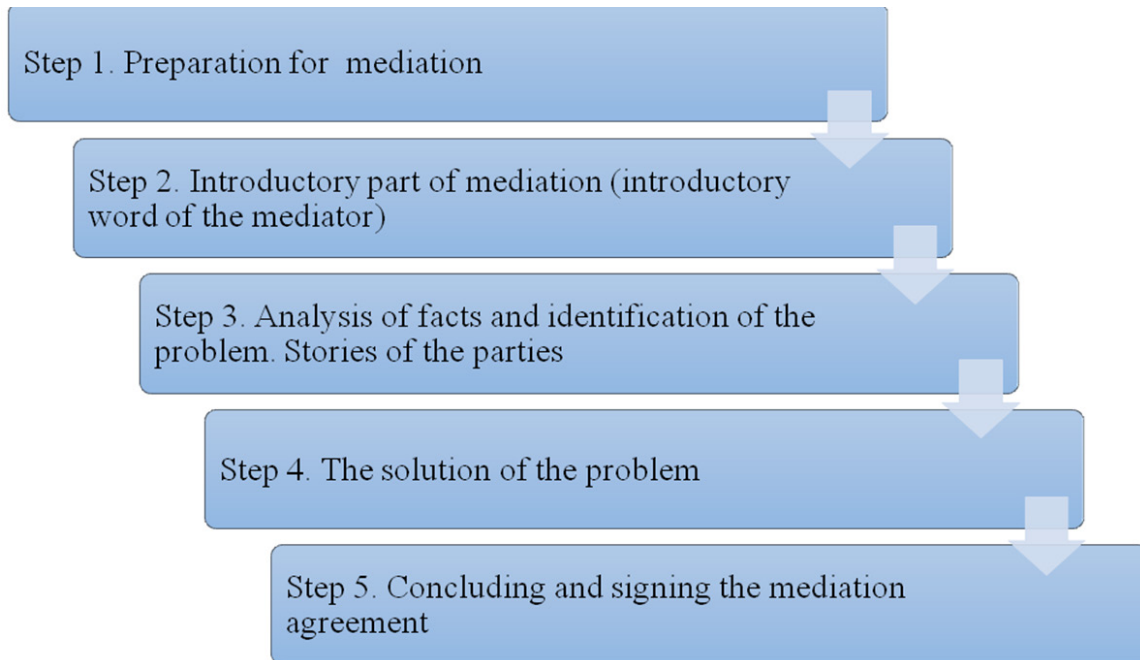 Step 1. Preparation for  mediation
Step 2. Introductory part of mediation (introductory
word of the mediator)
Step 3. Analysis of facts and identification of the
problem. Stories of the parties
Step 4. The solution of the problem
Step 5. Concluding and signing the mediation
agreement